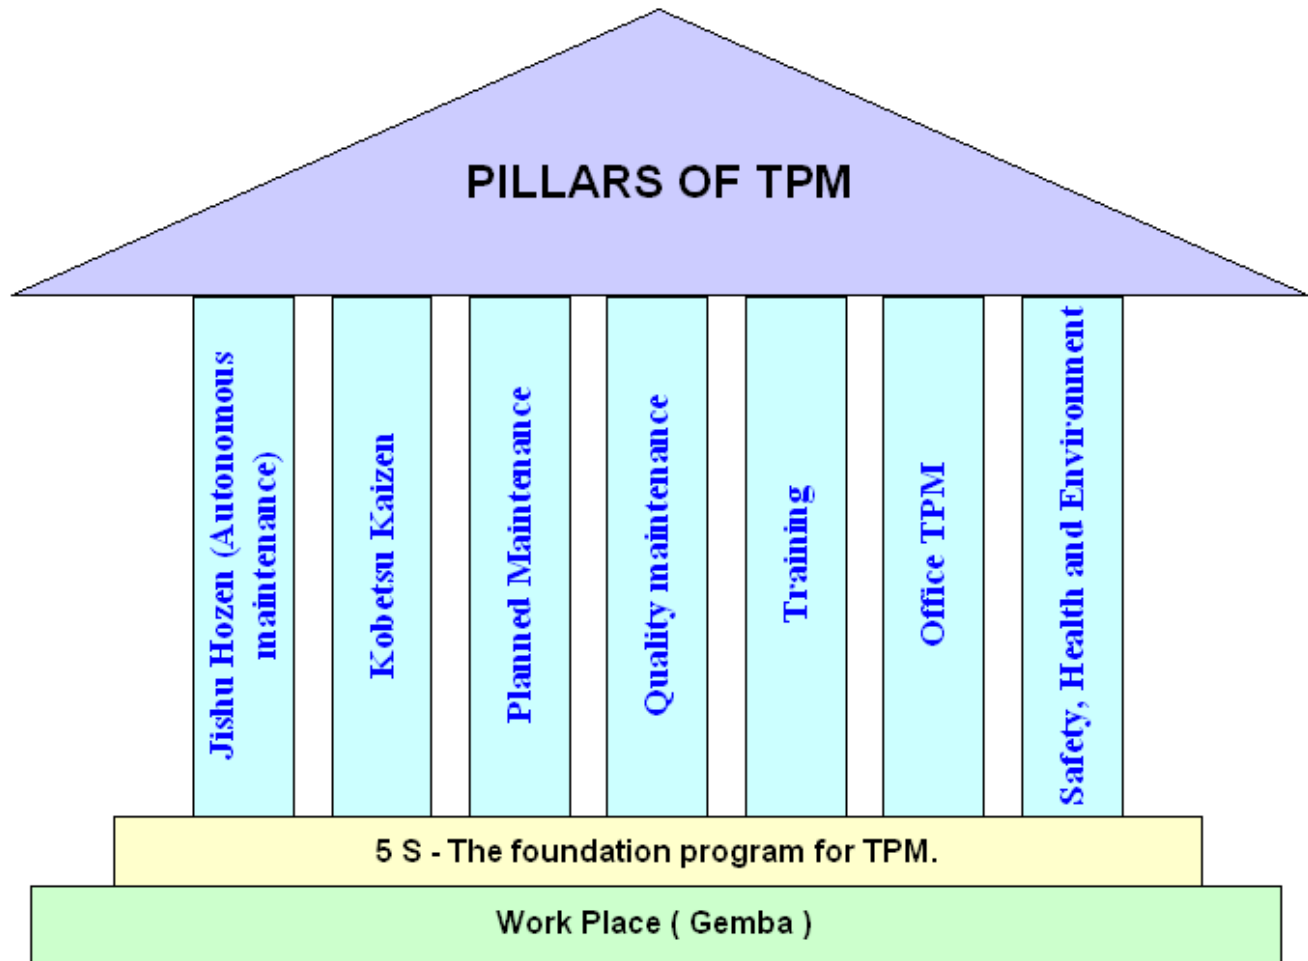 PILLARS OF TPM
Jishu Hozen (Autonomous
maintenance)
Kobetsu Kaizen
Planned Maintenance
Quality maintenance
Training
Office TPM
Safety, Health and Environment
5 S - The foundation program for TPM.
Work Place ( Gemba )